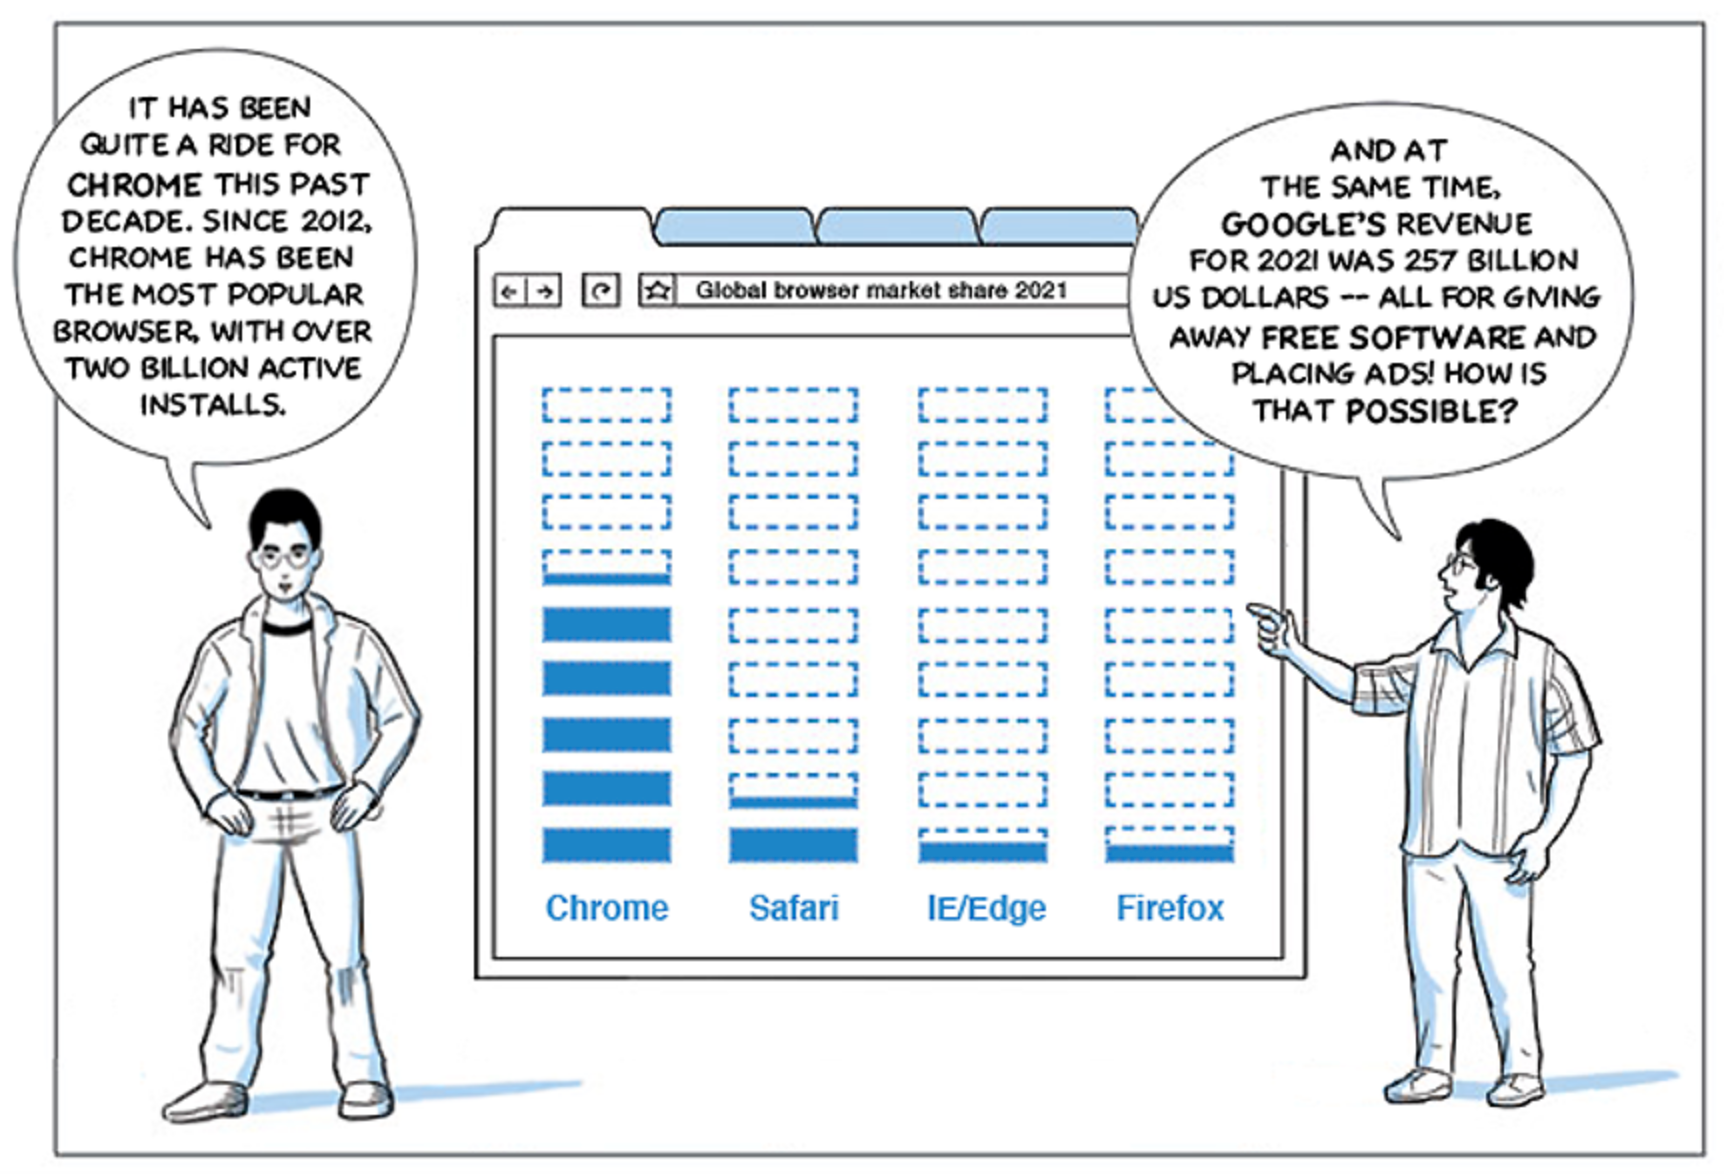 IT HAS BEEN
QUITE A RIDE FOR
CHROME THIS PAST
DECADE. SINCE 2012,
CHROME HAS BEEN
THE MOST POPULAR
BROWSER, WITH OVER
TWO BILLION ACTIVE
INSTALLS.
AND AT
THE SAME TIME,
GOOGLE'S REVENUE
FOR 2021 WAS 257 BILLION
US DOLLARS -- ALL FOR GIVING
AWAY FREE SOFTWARE AND
PLACING ADS! HOW IS
THAT POSSIBLE?
Global browser market share 2021
Chrome
Safari
IE/Edge
Firefox